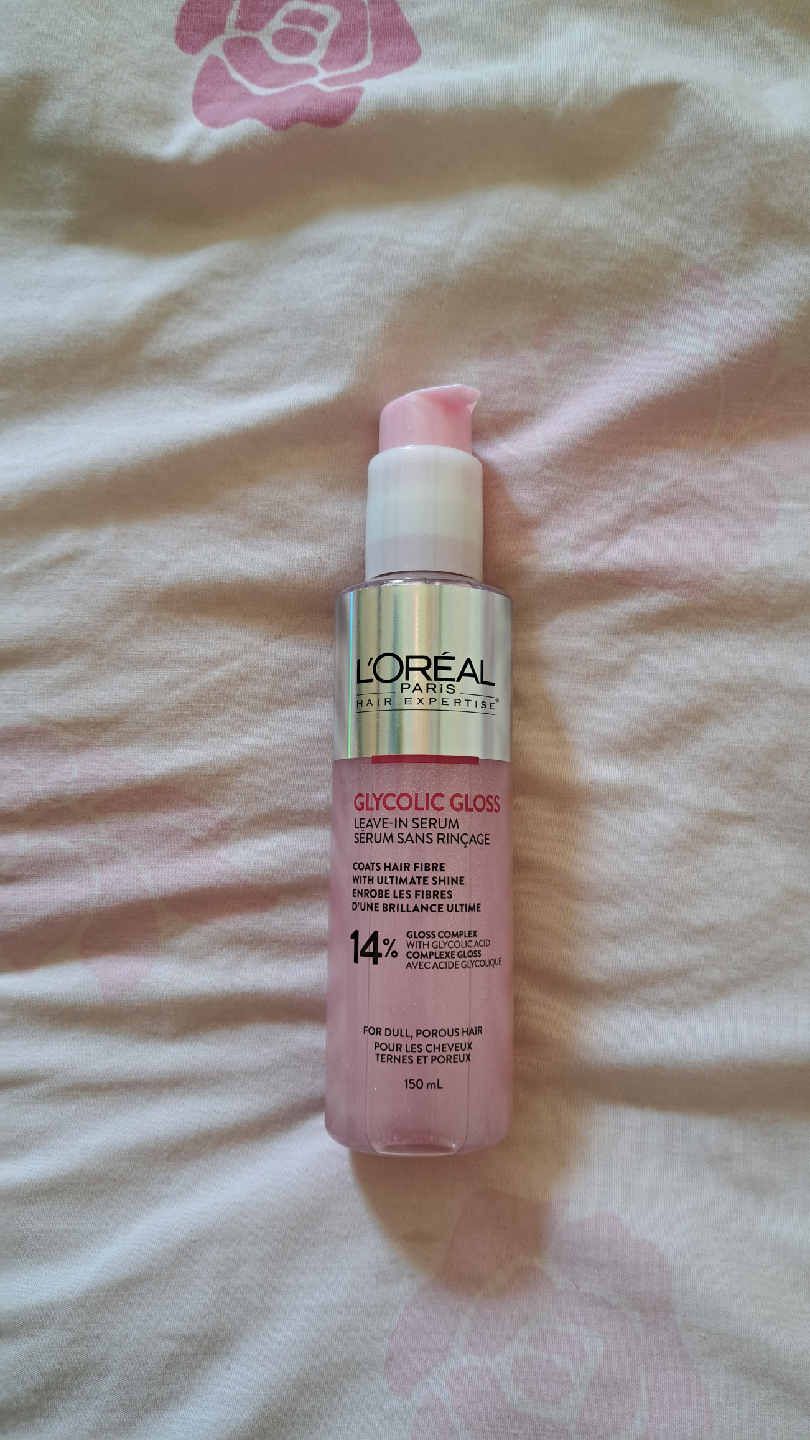 L'ORÉAL
PARIS
HAIR EXPERTISE®
GLYCOLIC GLOSS
LEAVE-IN SERUM
SÉRUM SANS RINÇAGE
COATS HAIR FIBRE
WITH ULTIMATE SHINE
ENROBE LES FIBRES
D'UNE BRILLANCE ULTIME
14%
GLOSS COMPLEX
WITH GLYCOLIC ACID
COMPLEXE GLOSS
AVEC ACIDE GLYCOLIQUE
FOR DULL, POROUS HAIR
POUR LES CHEVEUX
TERNES ET POREUX
150 mL